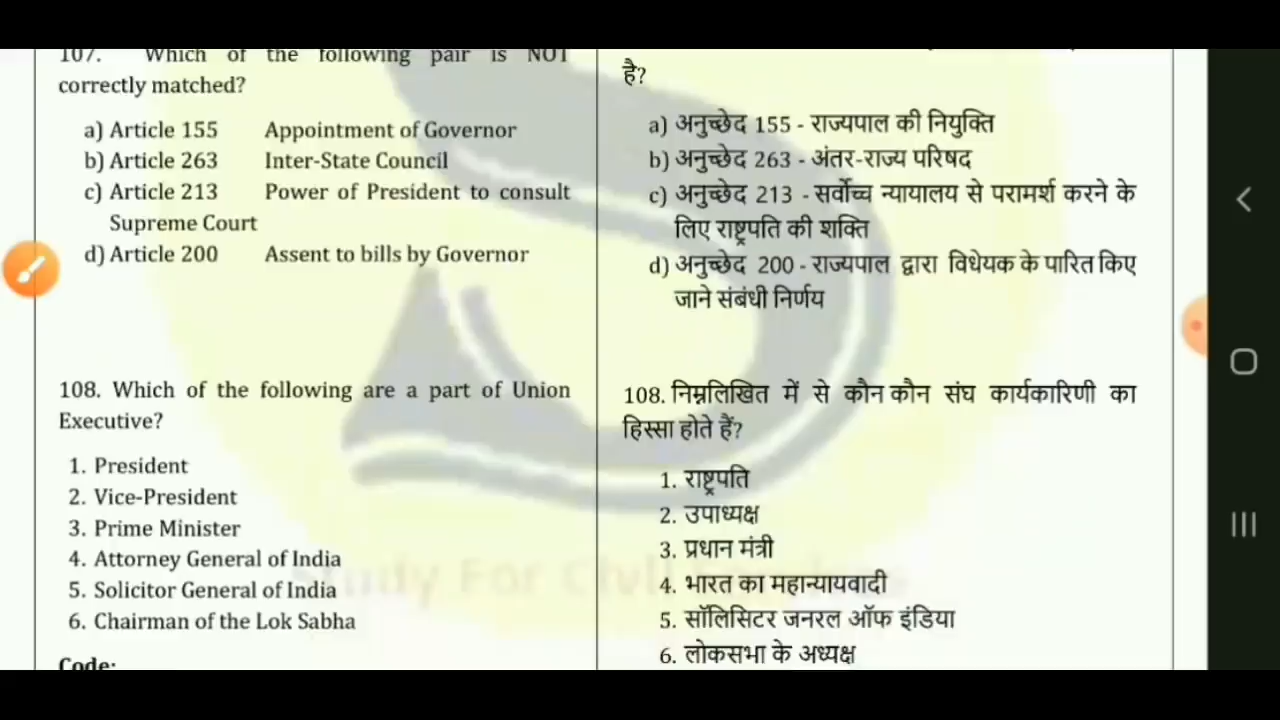 107. Which of the following pair is NOT
correctly matched?
a) Article 155 Appointment of Governor
b) Article 263 Inter-State Council
c) Article 213 Power of President to consult
Supreme Court
d) Article 200 Assent to bills by Governor
108. Which of the following are a part of Union
Executive?
1. President
2. Vice-President
3. Prime Minister
4. Attorney General of India
5. Solicitor General of India
6. Chairman of the Lok Sabha
Code:
है?
a) अनुच्छेद 155 - राज्यपाल की नियुक्ति
b) अनुच्छेद 263 - अंतर-राज्य परिषद
c) अनुच्छेद 213 - सर्वोच्च न्यायालय से परामर्श करने के
लिए राष्ट्रपति की शक्ति
d) अनुच्छेद 200 - राज्यपाल द्वारा विधेयक के पारित किए
जाने संबंधी निर्णय
108. निम्नलिखित में से कौन कौन संघ कार्यकारिणी का
हिस्सा होते हैं?
1. राष्ट्रपति
2. उपाध्यक्ष
3. प्रधान मंत्री
4. भारत का महान्यायवादी
5. सॉलिसिटर जनरल ऑफ इंडिया
6. लोकसभा के अध्यक्ष
Study For Civil Services